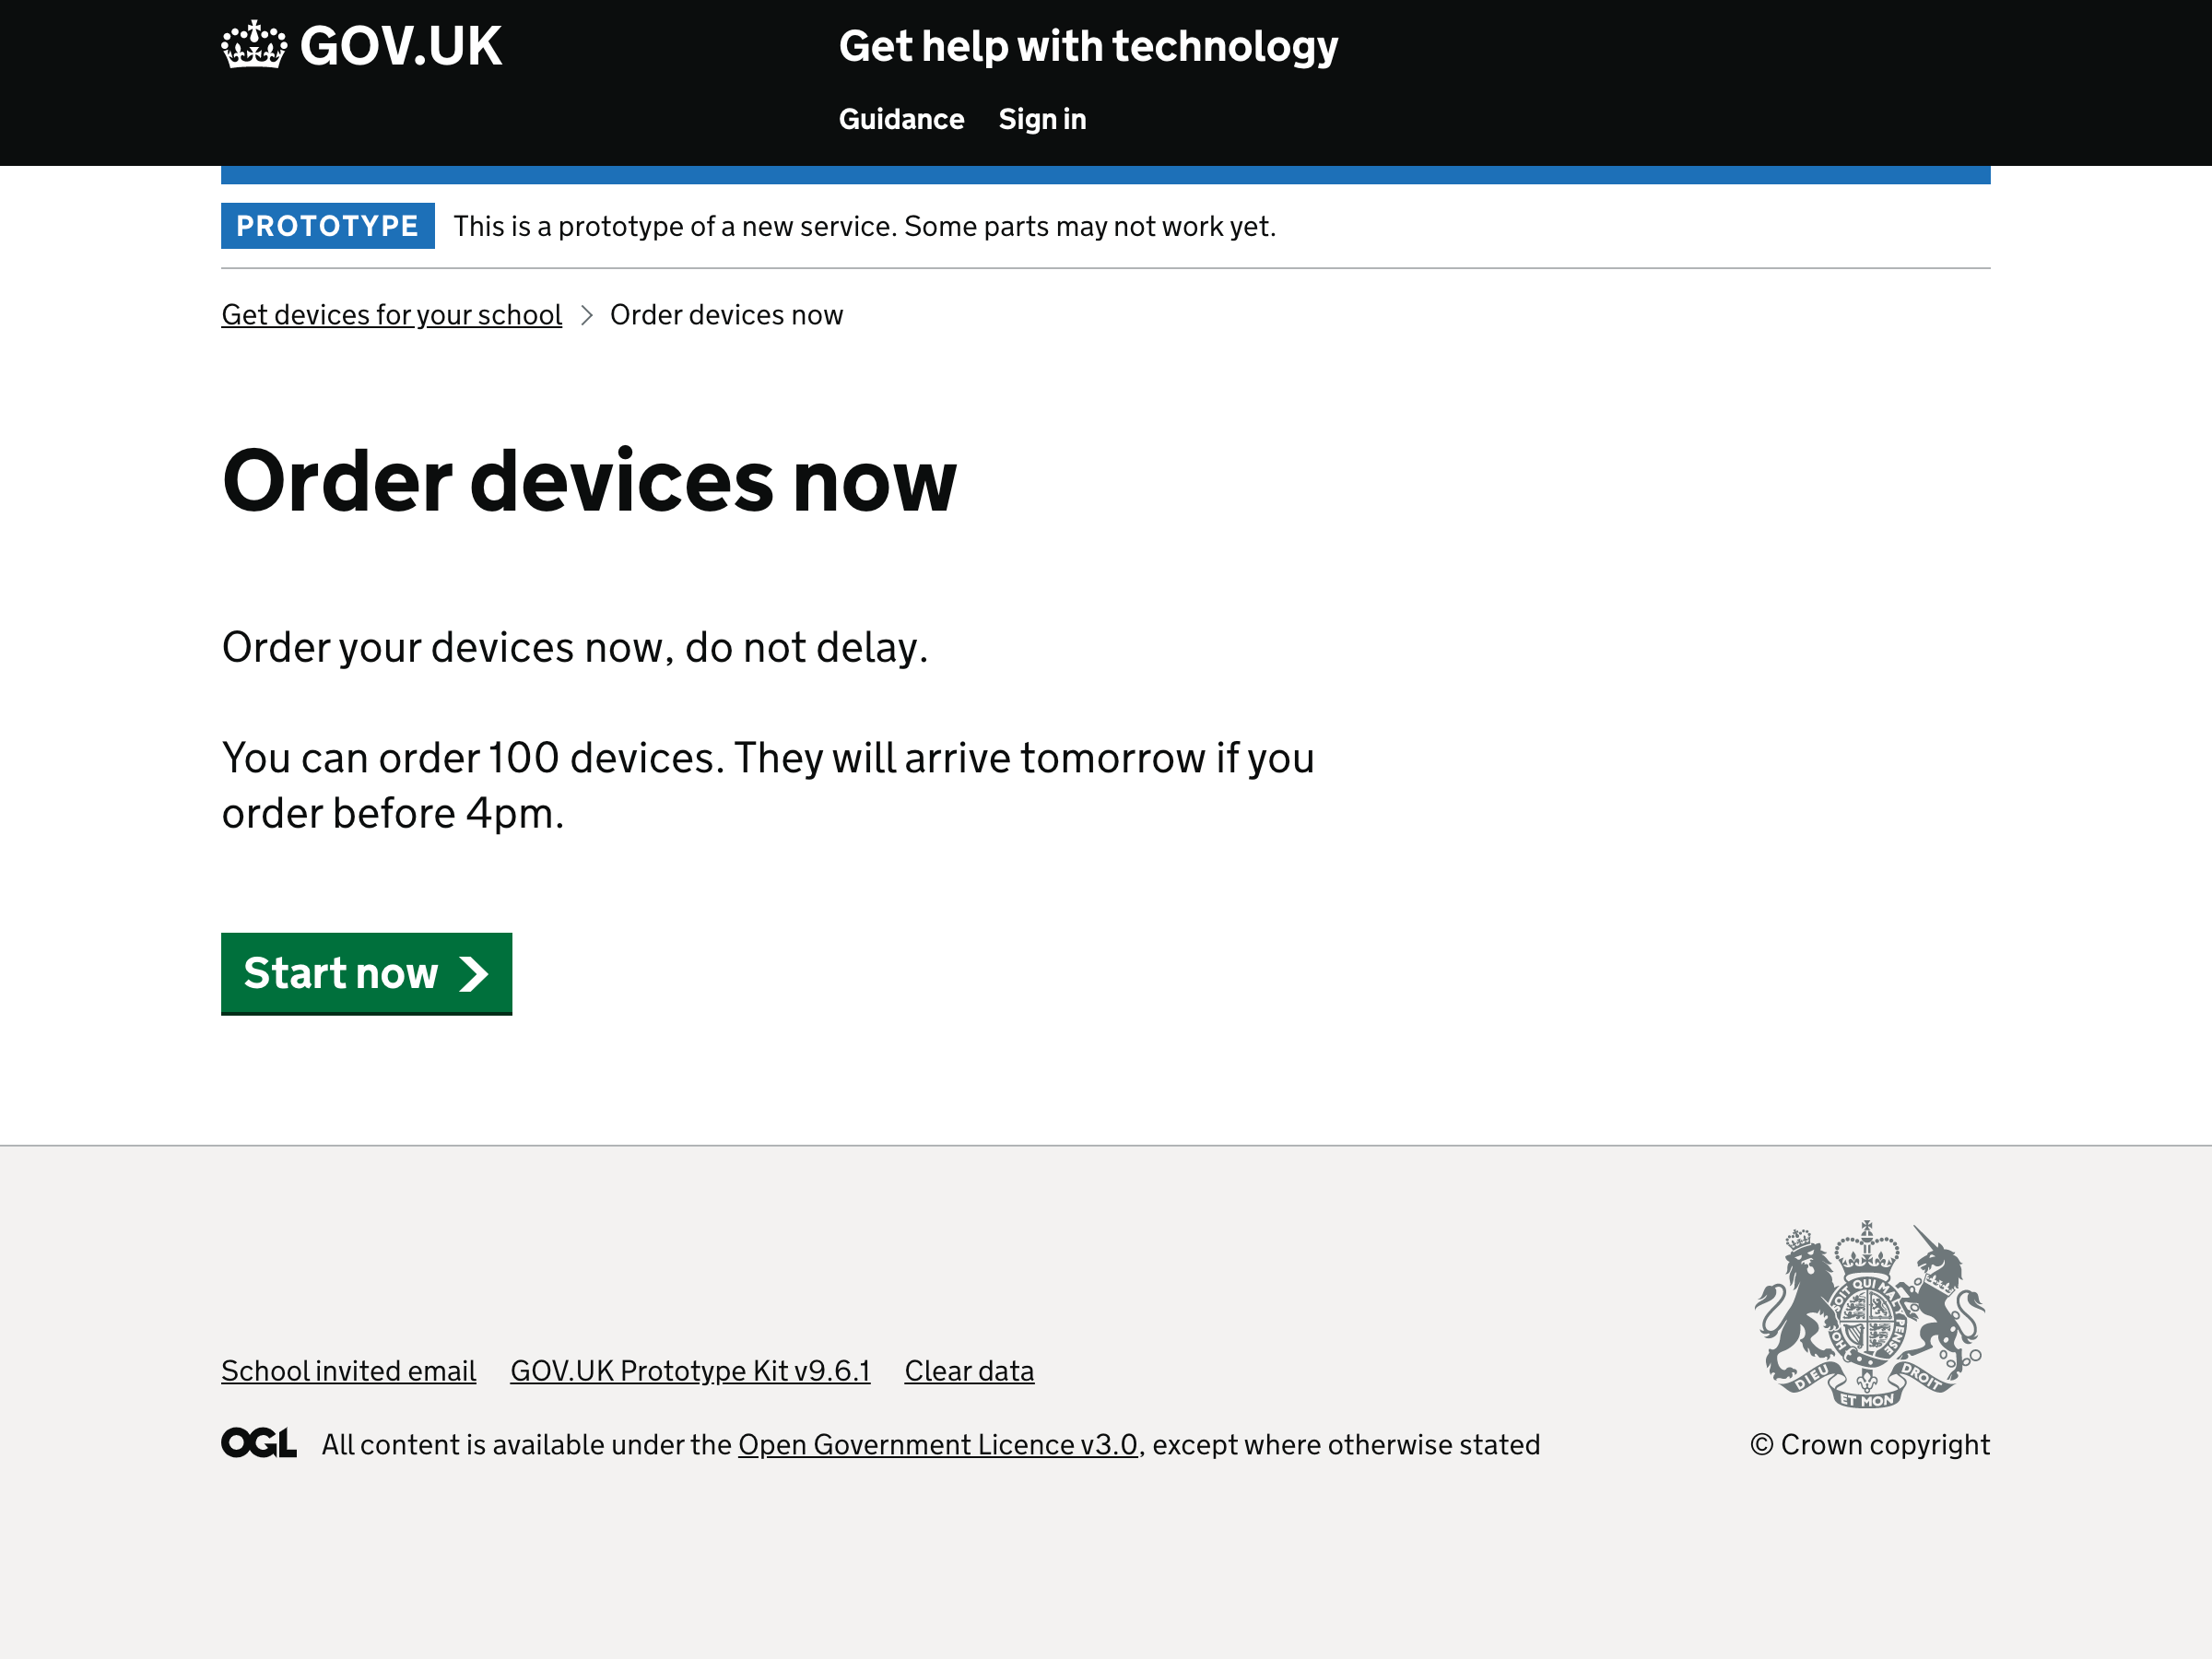 GOV.UK
Get help with technology
Guidance Sign in
PROTOTYPE This is a prototype of a new service. Some parts may not work yet.
Get devices for your school > Order devices now
Order devices now
Order your devices now, do not delay.
You can order 100 devices. They will arrive tomorrow if you
order before 4pm.
Start now
SOIT QUI MAL Y PENSE
HONI
DIEU ET MON DROIT
School invited email GOV.UK Prototype Kit v9.6.1 Clear data
OGL All content is available under the Open Government Licence v3.0, except where otherwise stated
© Crown copyright